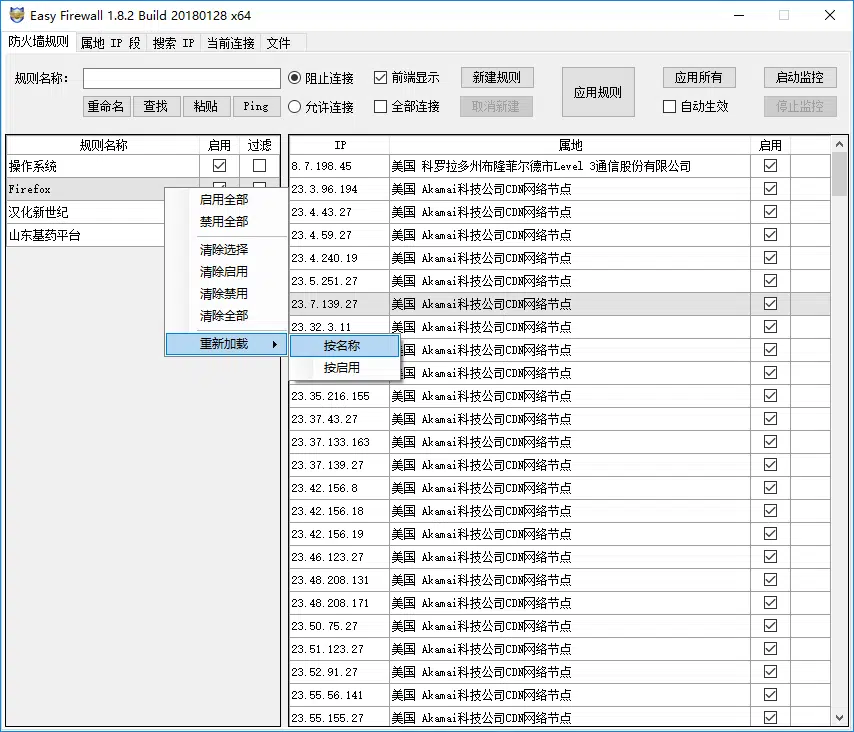 Easy Firewall 1.8.2 Build 20180128 x64
防火墙规则 属地 IP 段 搜索 IP 当前连接 文件
规则名称: 阻止连接 前端显示 新建规则 应用规则 应用所有 启动监控
重命名 查找 粘贴 Ping 允许连接 全部连接 取消新建 自动生效 停止监控
规则名称 启用 过滤
操作系统
Firefox
汉化新世纪
山东基药平台
启用全部
禁用全部
清除选择
清除启用
清除禁用
清除全部
重新加载
按名称
按启用
IP 属地 启用
8.7.198.45 美国 科罗拉多州布隆菲尔德市Level 3通信股份有限公司
23.3.96.194 美国 Akamai科技公司CDN网络节点
23.4.43.27 美国 Akamai科技公司CDN网络节点
23.4.59.27 美国 Akamai科技公司CDN网络节点
23.4.240.19 美国 Akamai科技公司CDN网络节点
23.5.251.27 美国 Akamai科技公司CDN网络节点
23.7.139.27 美国 Akamai科技公司CDN网络节点
23.32.3.11 美国 Akamai科技公司CDN网络节点
国 Akamai科技公司CDN网络节点
国 Akamai科技公司CDN网络节点
23.35.216.155 美国 Akamai科技公司CDN网络节点
23.37.43.27 美国 Akamai科技公司CDN网络节点
23.37.133.163 美国 Akamai科技公司CDN网络节点
23.37.139.27 美国 Akamai科技公司CDN网络节点
23.42.156.8 美国 Akamai科技公司CDN网络节点
23.42.156.18 美国 Akamai科技公司CDN网络节点
23.42.156.19 美国 Akamai科技公司CDN网络节点
23.46.123.27 美国 Akamai科技公司CDN网络节点
23.48.208.131 美国 Akamai科技公司CDN网络节点
23.48.208.171 美国 Akamai科技公司CDN网络节点
23.50.75.27 美国 Akamai科技公司CDN网络节点
23.51.123.27 美国 Akamai科技公司CDN网络节点
23.52.91.27 美国 Akamai科技公司CDN网络节点
23.55.56.141 美国 Akamai科技公司CDN网络节点
23.55.155.27 美国 Akamai科技公司CDN网络节点